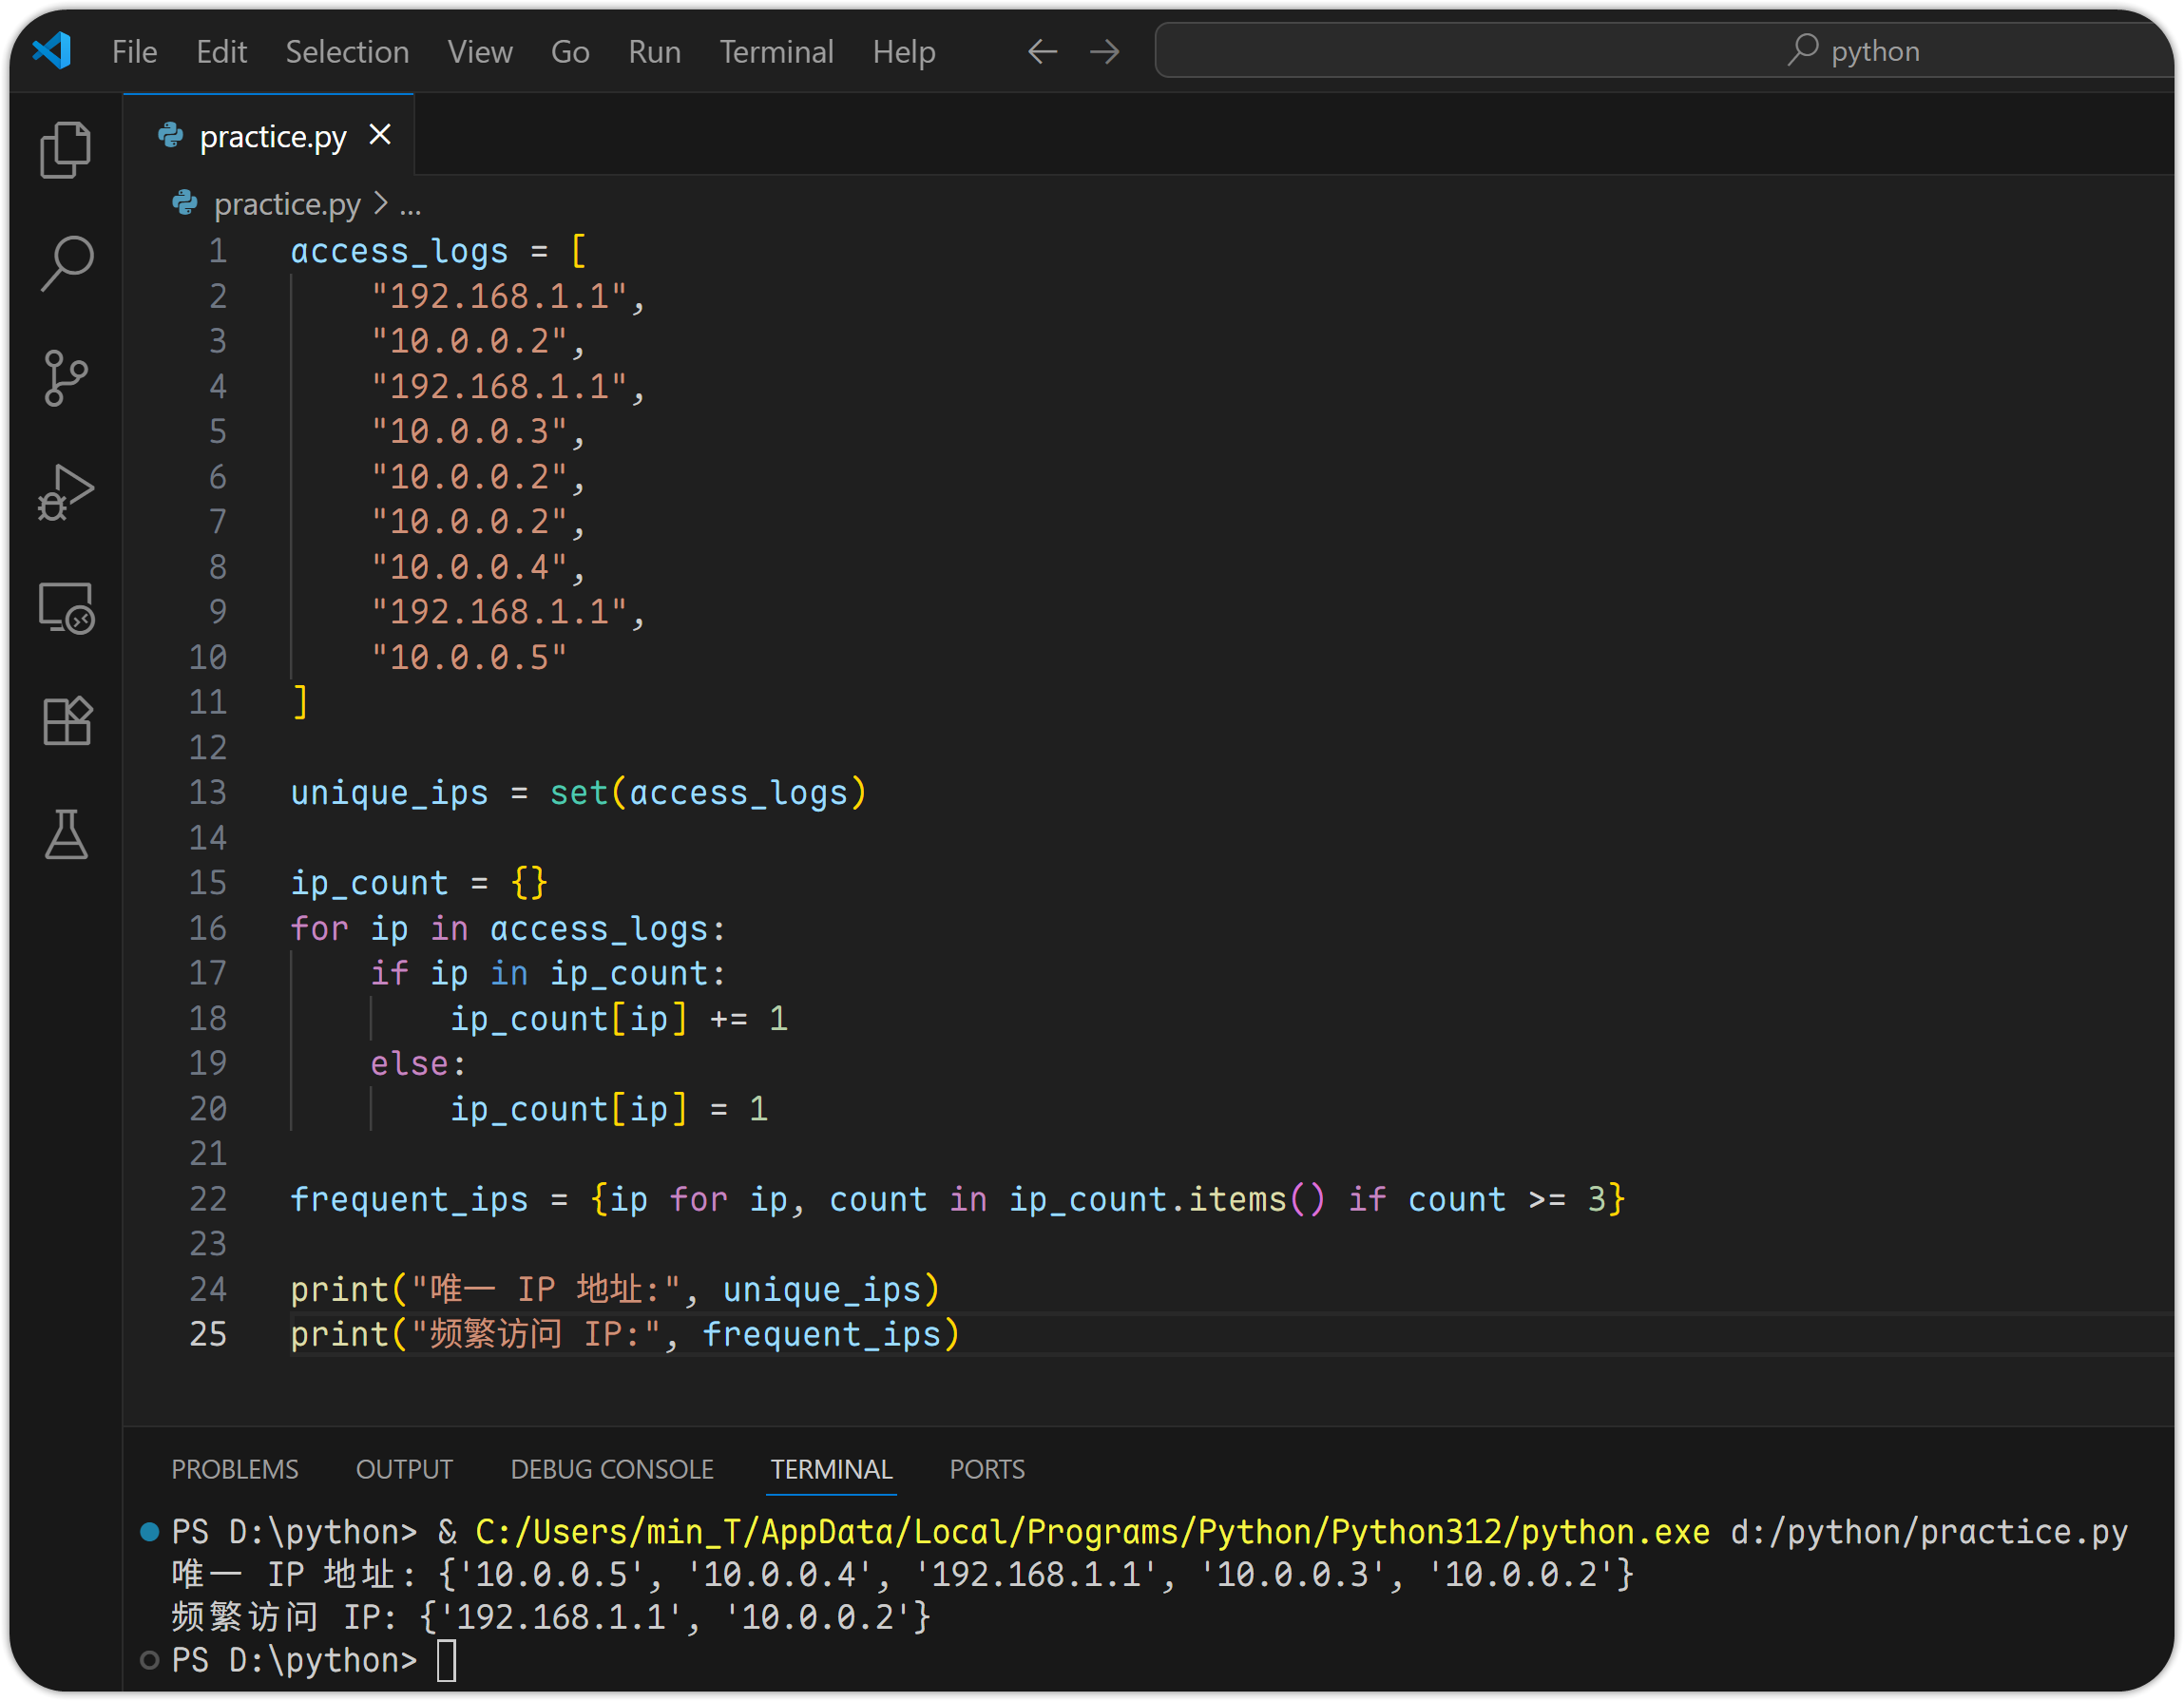 File Edit Selection View Go Run Terminal Help python
practice.py
practice.py > ...
1 access_logs = [
2     "192.168.1.1",
3     "10.0.0.2",
4     "192.168.1.1",
5     "10.0.0.3",
6     "10.0.0.2",
7     "10.0.0.2",
8     "10.0.0.4",
9     "192.168.1.1",
10     "10.0.0.5"
11 ]
12
13 unique_ips = set(access_logs)
14
15 ip_count = {}
16 for ip in access_logs:
17     if ip in ip_count:
18         ip_count[ip] += 1
19     else:
20         ip_count[ip] = 1
21
22 frequent_ips = {ip for ip, count in ip_count.items() if count >= 3}
23
24 print("唯一 IP 地址:", unique_ips)
25 print("频繁访问 IP:", frequent_ips)
PROBLEMS OUTPUT DEBUG CONSOLE TERMINAL PORTS
PS D:\python> & C:/Users/min_T/AppData/Local/Programs/Python/Python312/python.exe d:/python/practice.py
唯一 IP 地址: {'10.0.0.5', '10.0.0.4', '192.168.1.1', '10.0.0.3', '10.0.0.2'}
频繁访问 IP: {'192.168.1.1', '10.0.0.2'}
PS D:\python>